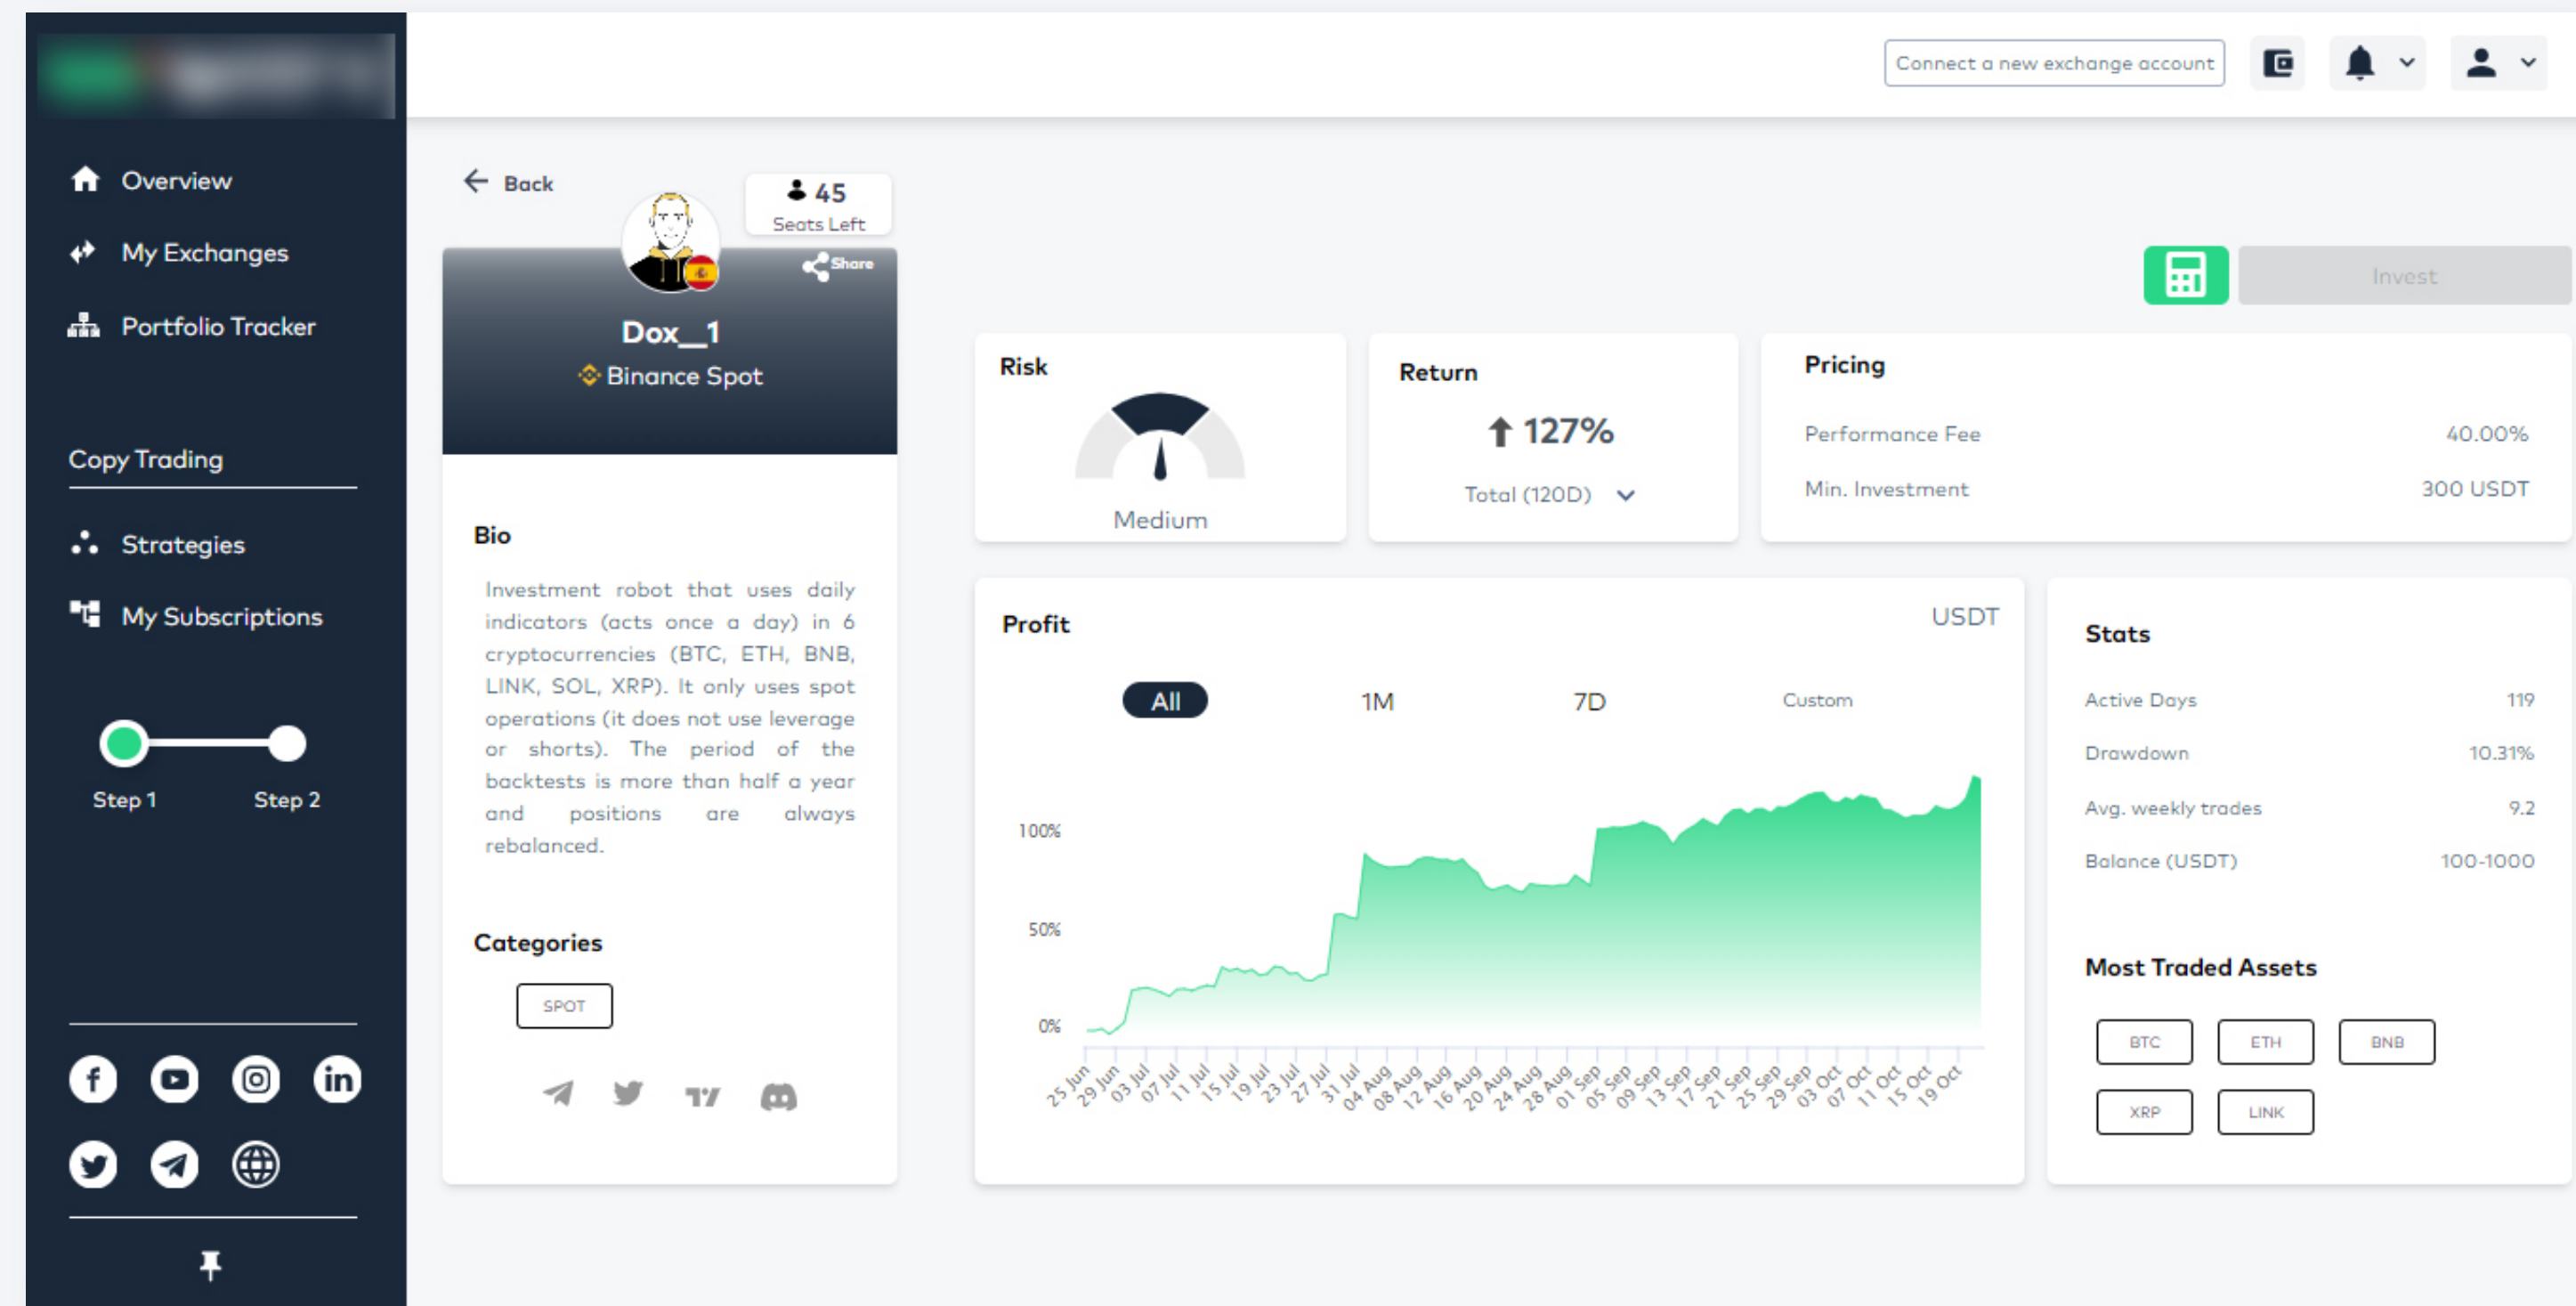 Connect a new exchange account
Overview
My Exchanges
Portfolio Tracker
Copy Trading
Strategies
My Subscriptions
Step 1
Step 2
Back
45
Seats Left
Share
Dox__1
Binance Spot
Bio
Investment robot that uses daily
indicators (acts once a day) in 6
cryptocurrencies (BTC, ETH, BNB,
LINK, SOL, XRP). It only uses spot
operations (it does not use leverage
or shorts). The period of the
backtests is more than half a year
and positions are always
rebalanced.
Categories
SPOT
Invest
Risk
Medium
Return
127%
Total (120D)
Pricing
Performance Fee 40.00%
Min. Investment 300 USDT
Profit
USDT
All 1M 7D Custom
100%
50%
0%
25 Jun 29 Jun 03 Jul 07 Jul 11 Jul 15 Jul 19 Jul 23 Jul 27 Jul 31 Jul 04 Aug 08 Aug 12 Aug 16 Aug 20 Aug 24 Aug 28 Aug 01 Sep 05 Sep 09 Sep 13 Sep 17 Sep 21 Sep 25 Sep 29 Sep 03 Oct 07 Oct 11 Oct 15 Oct 19 Oct
Stats
Active Days 119
Drawdown 10.31%
Avg. weekly trades 9.2
Balance (USDT) 100-1000
Most Traded Assets
BTC ETH BNB
XRP LINK